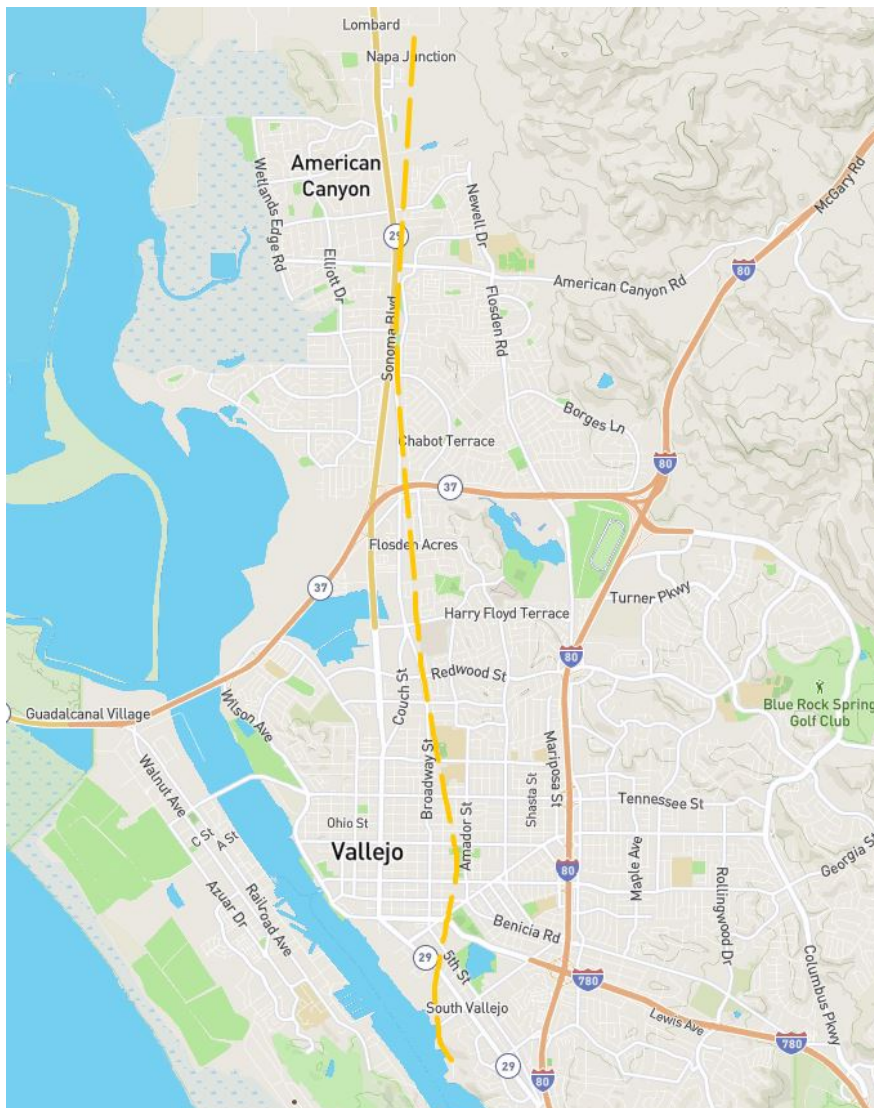 Lombard
Napa Junction
American
Canyon
McGary Rd
Wetlands Edge Rd
Newell Dr
29
Elliott Dr
80
American Canyon Rd
Flosden Rd
Sonoma Blvd
Borges Ln
Chabot Terrace
80
37
Flosden Acres
37
Turner Pkwy
Harry Floyd Terrace
80
Redwood St
Couch St
Wilson Ave
Blue Rock Spring
Golf Club
Guadalcanal Village
Walnut Ave
Broadway St
Mariposa St
Shasta St
Tennessee St
Ohio St
Amador St
C St
A St
Vallejo
Maple Ave
Georgia St
80
Rollingwood Dr
Azuar Dr
Railroad Ave
Benicia Rd
29
5th St
780
Columbus Pkwy
South Vallejo
Lewis Ave
780
29
80